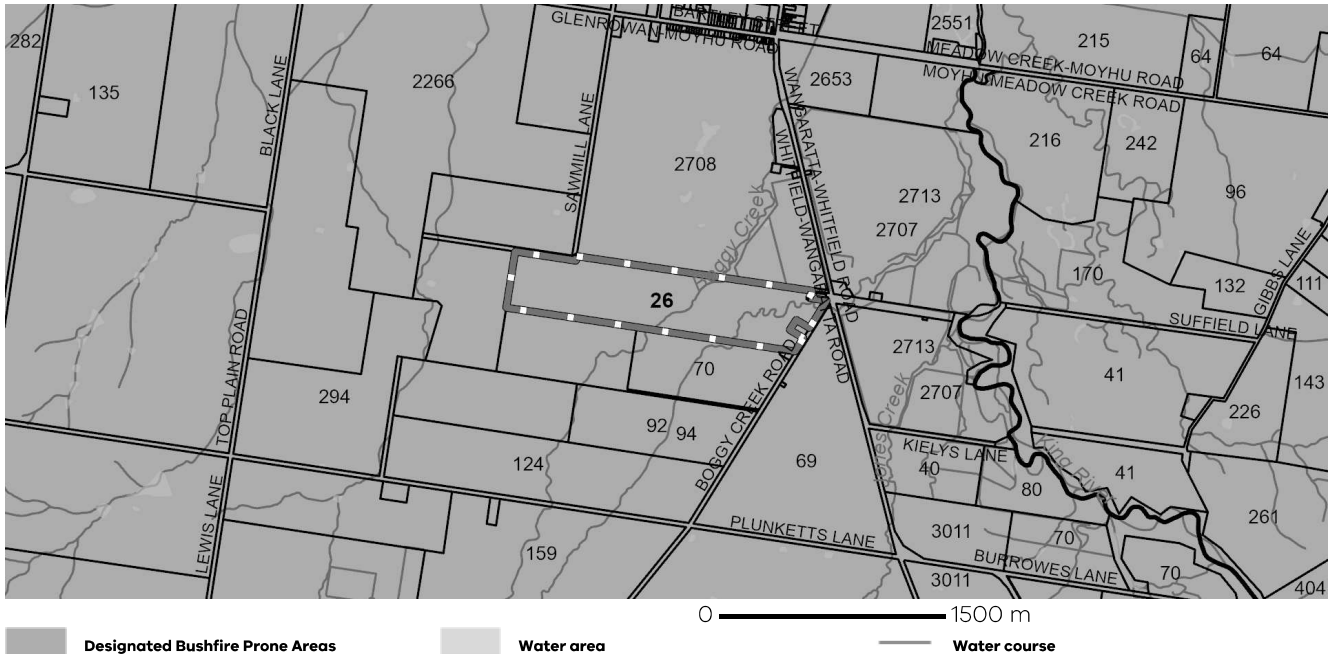 BARTLEY STREET
GLENROWAN-MOYHU ROAD
2551
215
64
64
282
135
BLACK LANE
2266
SAWMILL LANE
2653
MEADOW CREEK-MOYHU ROAD
MOYHU-MEADOW CREEK ROAD
WANGARATTA-WHITFIELD ROAD
WHITFIELD-WANGARATTA ROAD
2708
216
242
96
2713
2707
Boggy Creek
170
132
111
GIBBS LANE
26
SUFFIELD LANE
2713
2707
41
143
226
70
294
TOP PLAIN ROAD
92
94
BOGGY CREEK ROAD
124
69
KIELYS LANE
40
80
King River
41
261
PLUNKETTS LANE
3011
70
BURROWES LANE
3011
70
404
LEWIS LANE
159
0 1500 m
Designated Bushfire Prone Areas
Water area
Water course